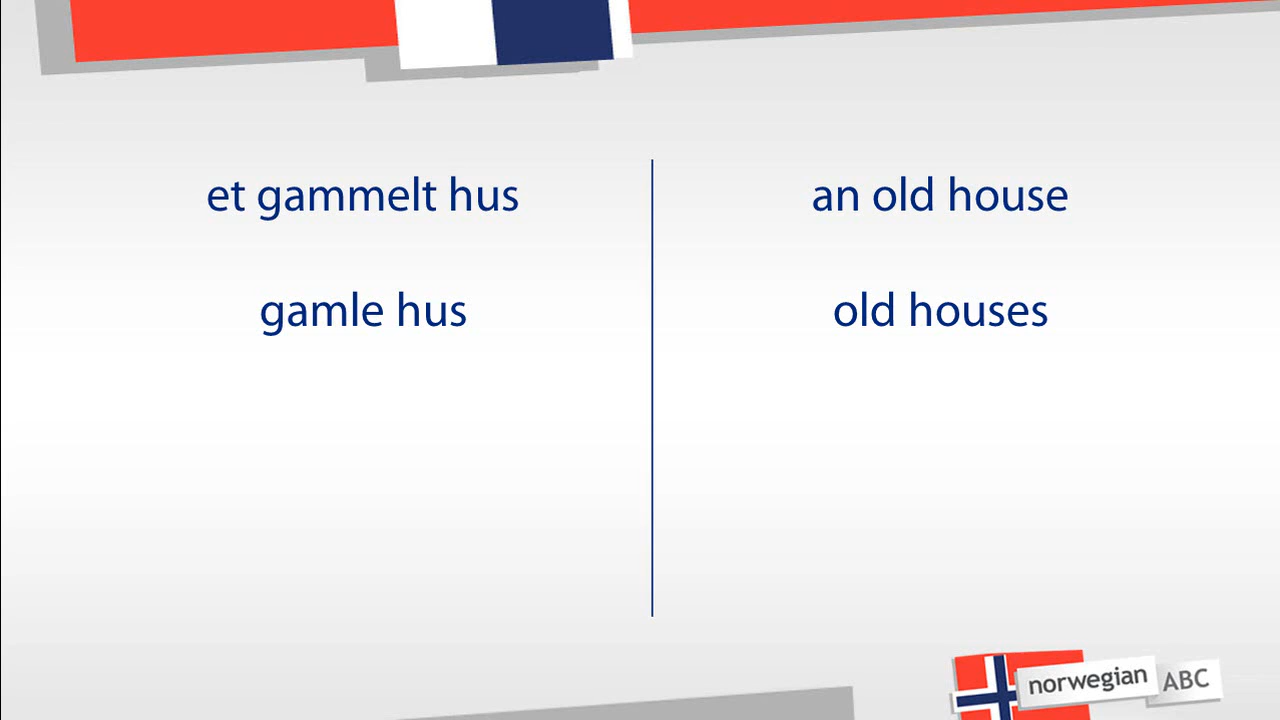 et gammelt hus
an old house
gamle hus
old houses
norwegian ABC